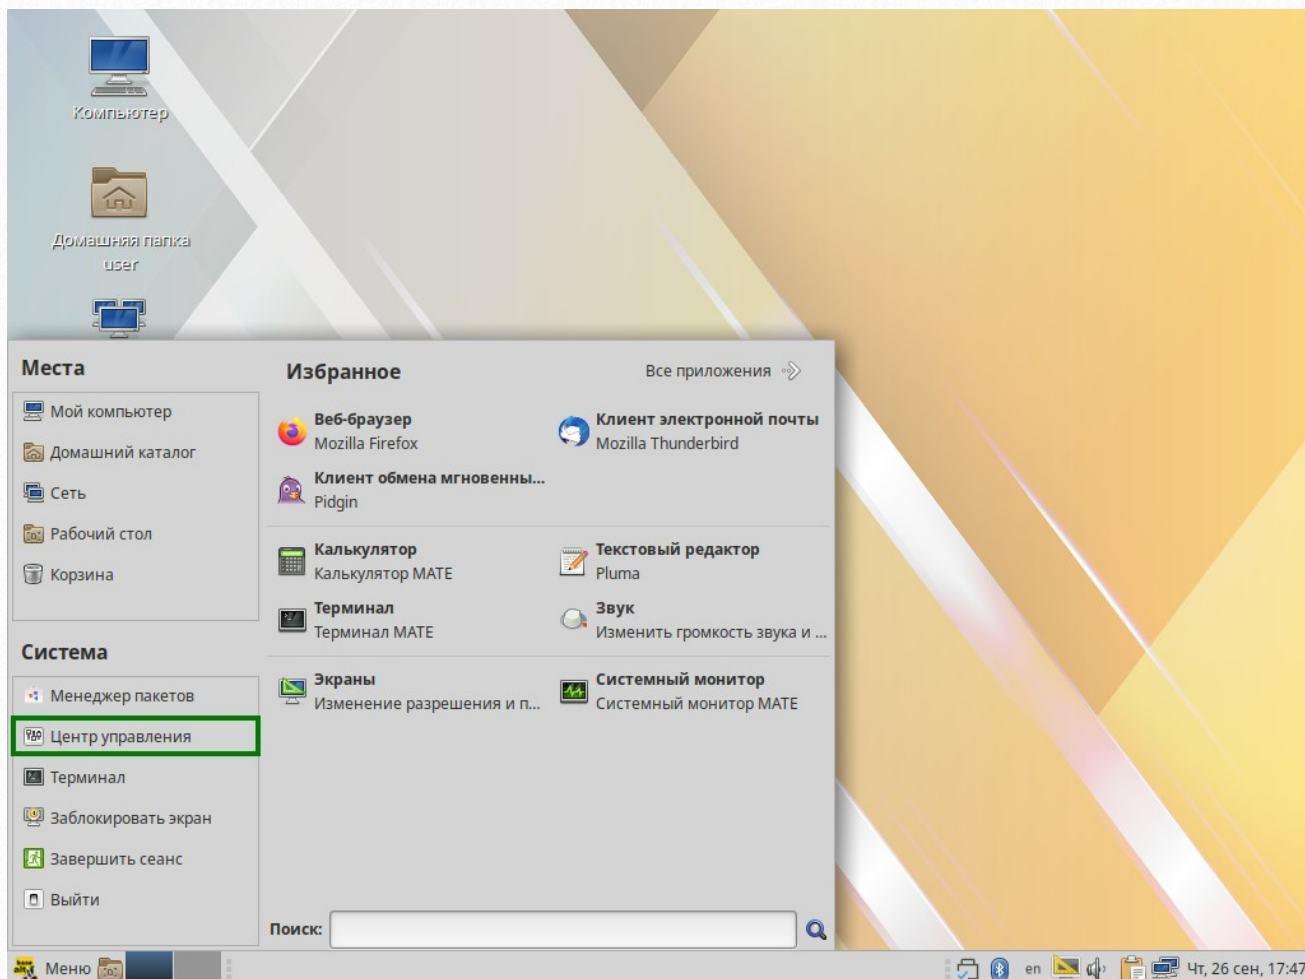 Компьютер
Домашняя папка
user
Места
Мой компьютер
Домашний каталог
Сеть
Рабочий стол
Корзина
Система
Менеджер пакетов
Центр управления
Терминал
Заблокировать экран
Завершить сеанс
Выйти
Избранное
Все приложения
Веб-браузер
Mozilla Firefox
Клиент электронной почты
Mozilla Thunderbird
Клиент обмена мгновенны...
Pidgin
Калькулятор
Калькулятор MATE
Текстовый редактор
Pluma
Терминал
Терминал MATE
Звук
Изменить громкость звука и ...
Экраны
Изменение разрешения и п...
Системный монитор
Системный монитор MATE
Поиск:
base
alt
Меню
en
Чт, 26 сен, 17:47